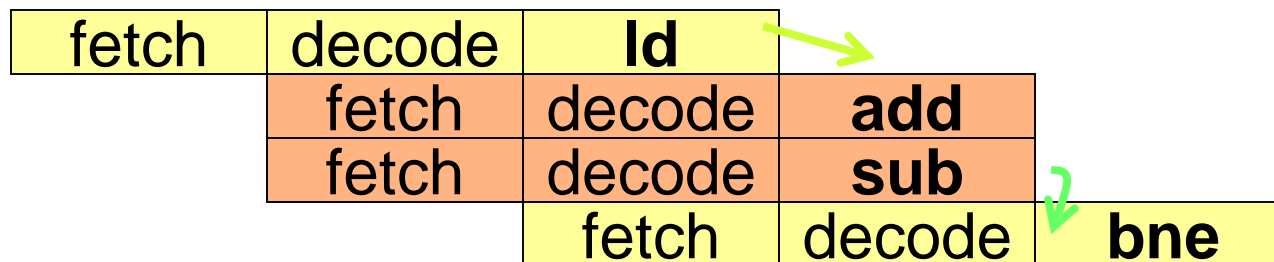 fetch decode ld
fetch decode add
fetch decode sub
fetch decode bne